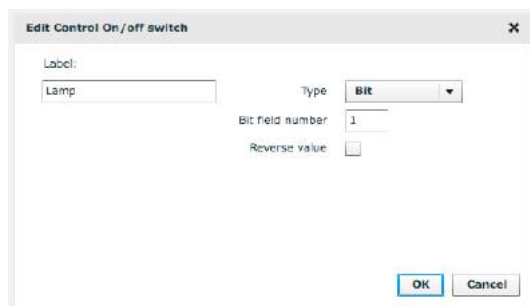 Edit Control On/off switch
Label:
Lamp
Type Bit
Bit field number 1
Reverse value
OK Cancel